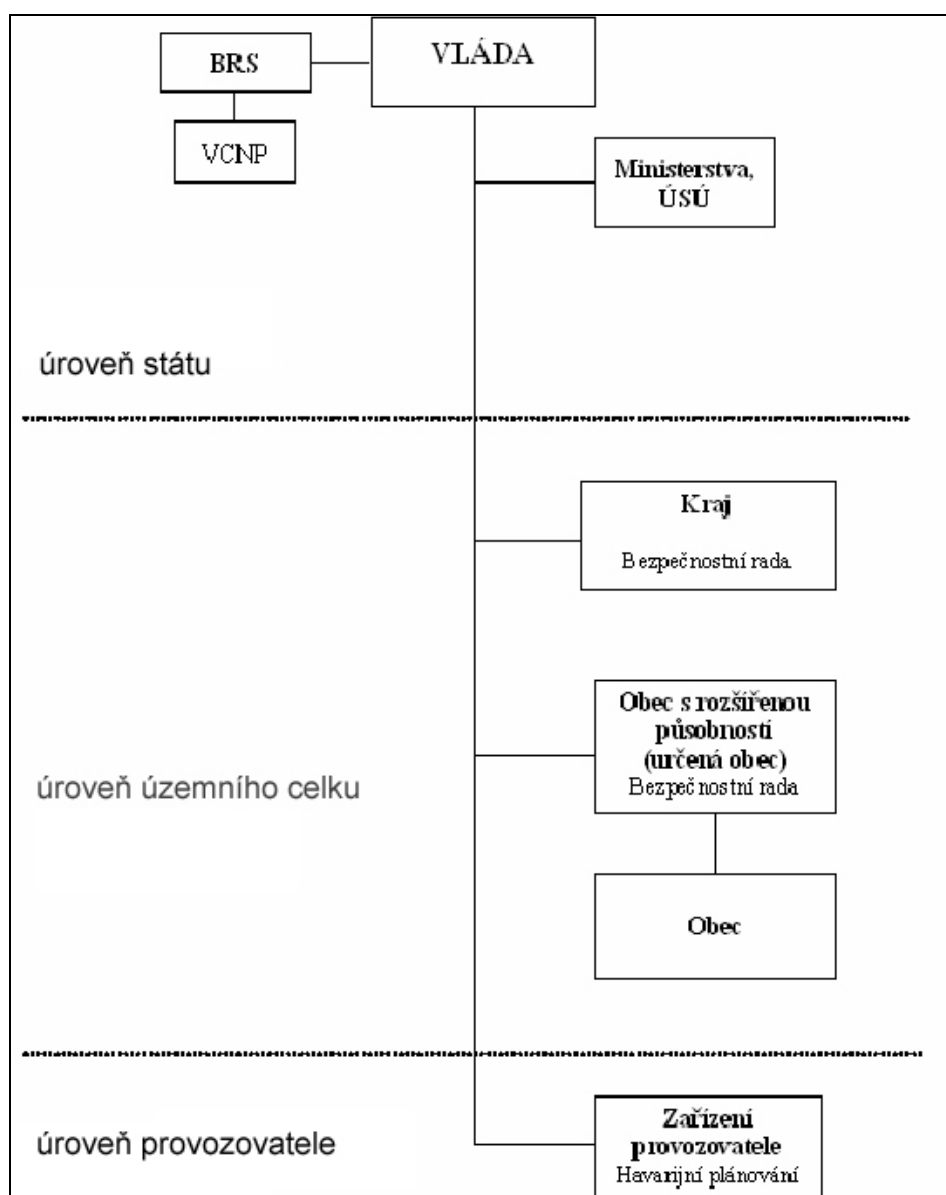 BRS
VLÁDA
VCNP
Ministerstva,
ÚSÚ
úroveň státu
Kraj
Bezpečnostní rada
Obec s rozšířenou
působností
(určená obec)
Bezpečnostní rada
úroveň územního celku
Obec
úroveň provozovatele
Zařízení
provozovatele
Havarijní plánování